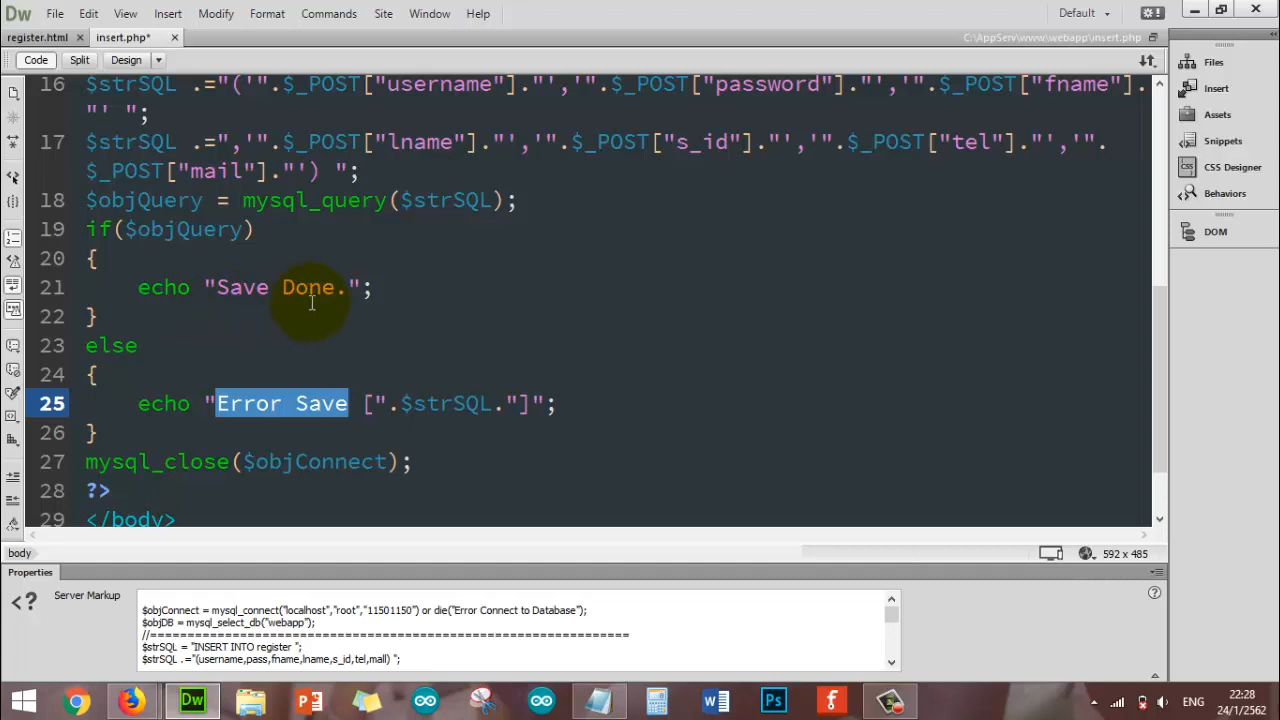 Dw File Edit View Insert Modify Format Commands Site Window Help Default
register.html × insert.php* × C:\AppServ\www\webapp\insert.php
Code Split Design
16 $strSQL .="('".$_POST["username"]."','".$_POST["password"]."','".$_POST["fname"].
"' ";
17 $strSQL .=",'".$_POST["lname"]."','".$_POST["s_id"]."','".$_POST["tel"]."','".
$_POST["mail"]."') ";
18 $objQuery = mysql_query($strSQL);
19 if($objQuery)
20 {
21 echo "Save Done.";
22 }
23 else
24 {
25 echo "Error Save [".$strSQL."]";
26 }
27 mysql_close($objConnect);
28 ?>
29 </body>
Files
Insert
Assets
Snippets
CSS Designer
Behaviors
DOM
body 592 x 485
Properties
Server Markup
$objConnect = mysql_connect("localhost","root","11501150") or die("Error Connect to Database");
$objDB = mysql_select_db("webapp");
//==================================================================
$strSQL = "INSERT INTO register ";
$strSQL .="(username,pass,fname,lname,s_id,tel,mail) ";
Dw ENG 22:28
24/1/2562